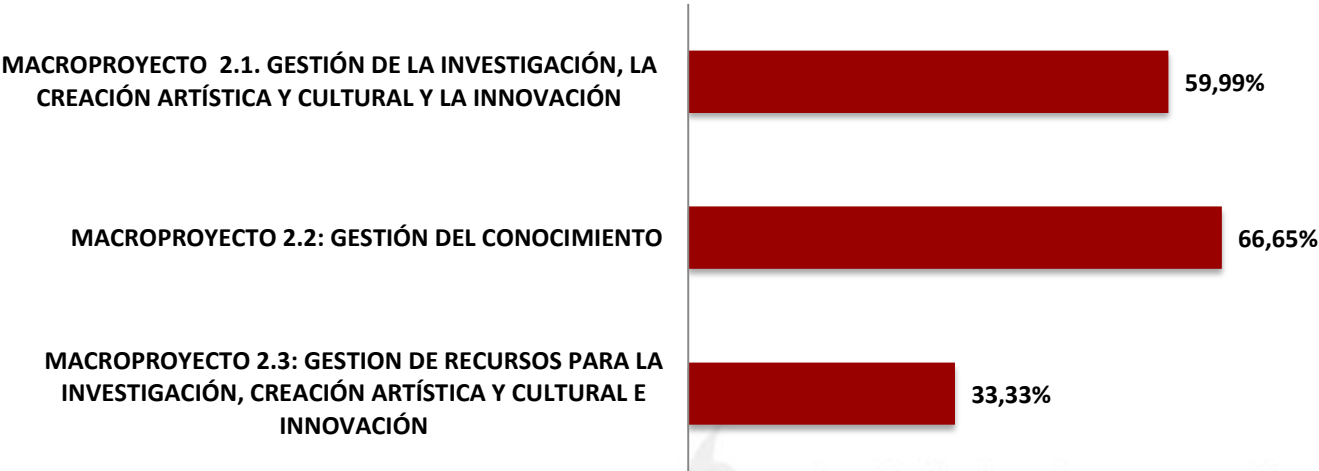 MACROPROYECTO 2.1. GESTIÓN DE LA INVESTIGACIÓN, LA
CREACIÓN ARTÍSTICA Y CULTURAL Y LA INNOVACIÓN
59,99%
MACROPROYECTO 2.2: GESTIÓN DEL CONOCIMIENTO
66,65%
MACROPROYECTO 2.3: GESTION DE RECURSOS PARA LA
INVESTIGACIÓN, CREACIÓN ARTÍSTICA Y CULTURAL E
INNOVACIÓN
33,33%